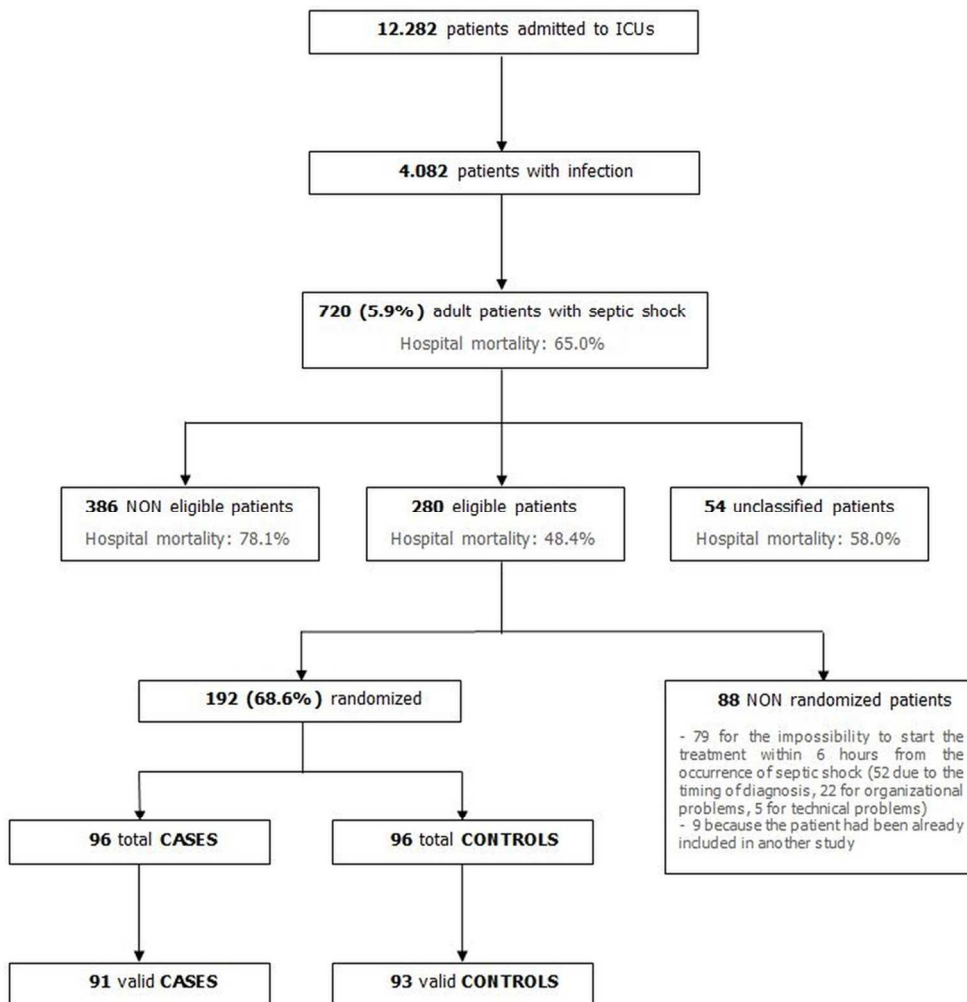 12.282 patients admitted to ICUs
4.082 patients with infection
720 (5.9%) adult patients with septic shock
Hospital mortality: 65.0%
386 NON eligible patients
Hospital mortality: 78.1%
280 eligible patients
Hospital mortality: 48.4%
54 unclassified patients
Hospital mortality: 58.0%
192 (68.6%) randomized
88 NON randomized patients
- 79 for the impossibility to start the
treatment within 6 hours from the
occurrence of septic shock (52 due to the
timing of diagnosis, 22 for organizational
problems, 5 for technical problems)
- 9 because the patient had been already
included in another study
96 total CASES
96 total CONTROLS
91 valid CASES
93 valid CONTROLS